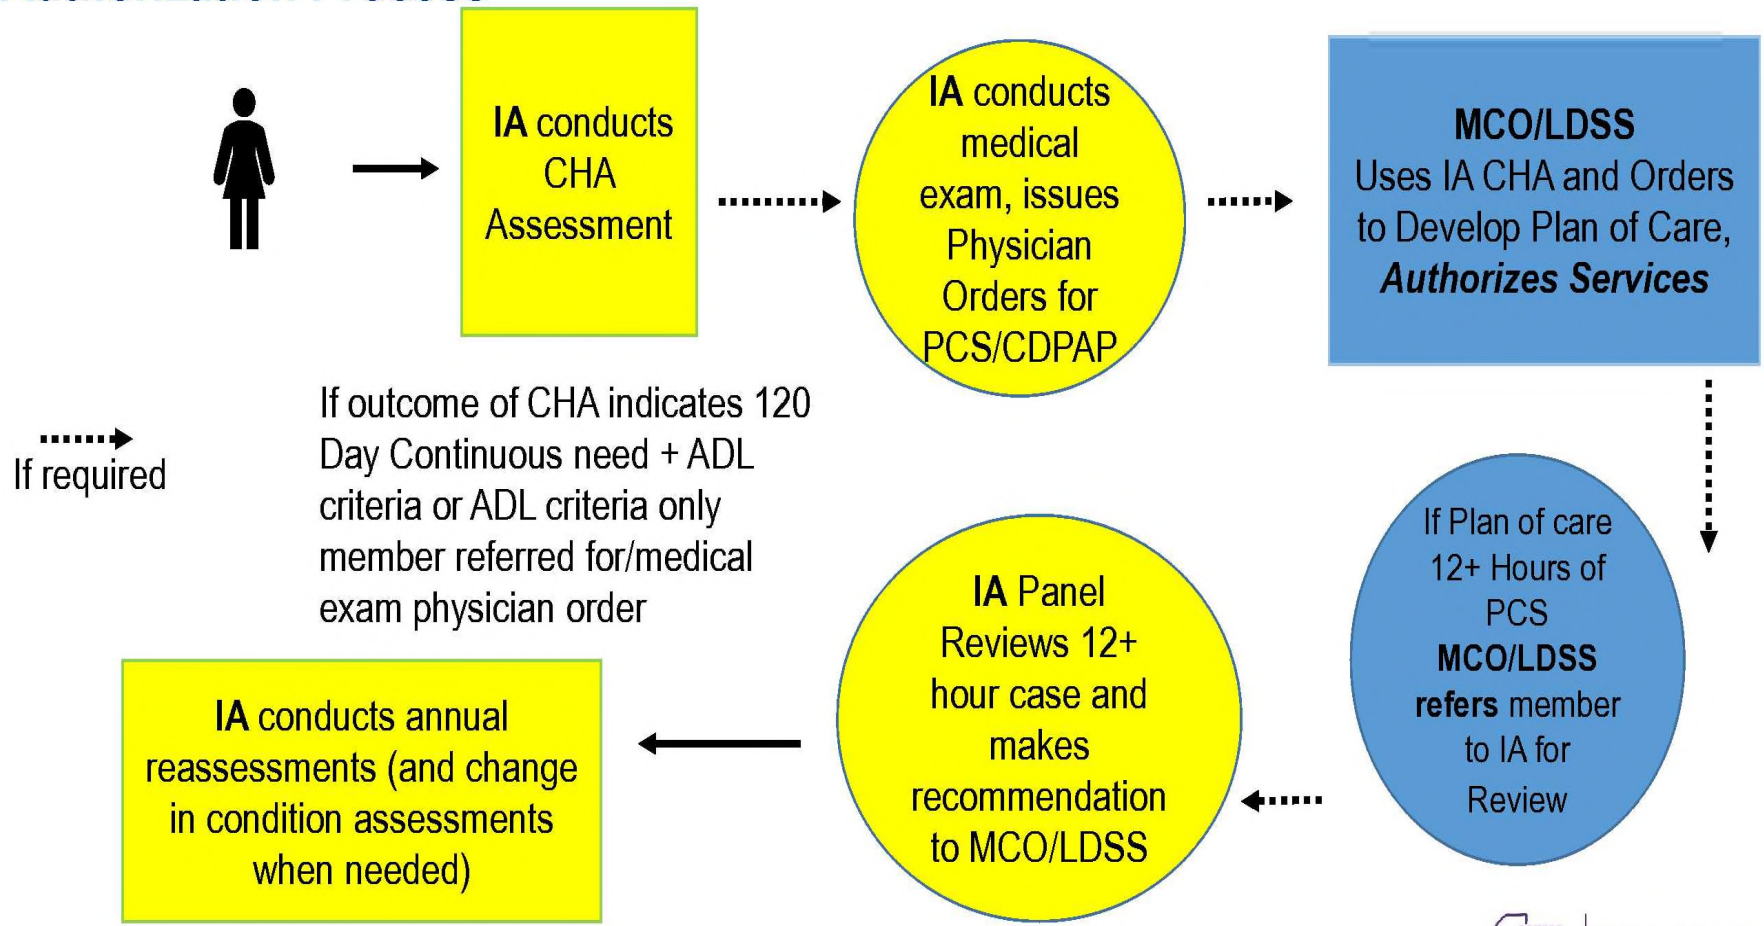 IA conducts
CHA
Assessment
IA conducts
medical
exam, issues
Physician
Orders for
PCS/CDPAP
MCO/LDSS
Uses IA CHA and Orders
to Develop Plan of Care,
Authorizes Services
If required
If outcome of CHA indicates 120
Day Continuous need + ADL
criteria or ADL criteria only
member referred for/medical
exam physician order
If Plan of care
12+ Hours of
PCS
MCO/LDSS
refers member
to IA for
Review
IA Panel
Reviews 12+
hour case and
makes
recommendation
to MCO/LDSS
IA conducts annual
reassessments (and change
in condition assessments
when needed)